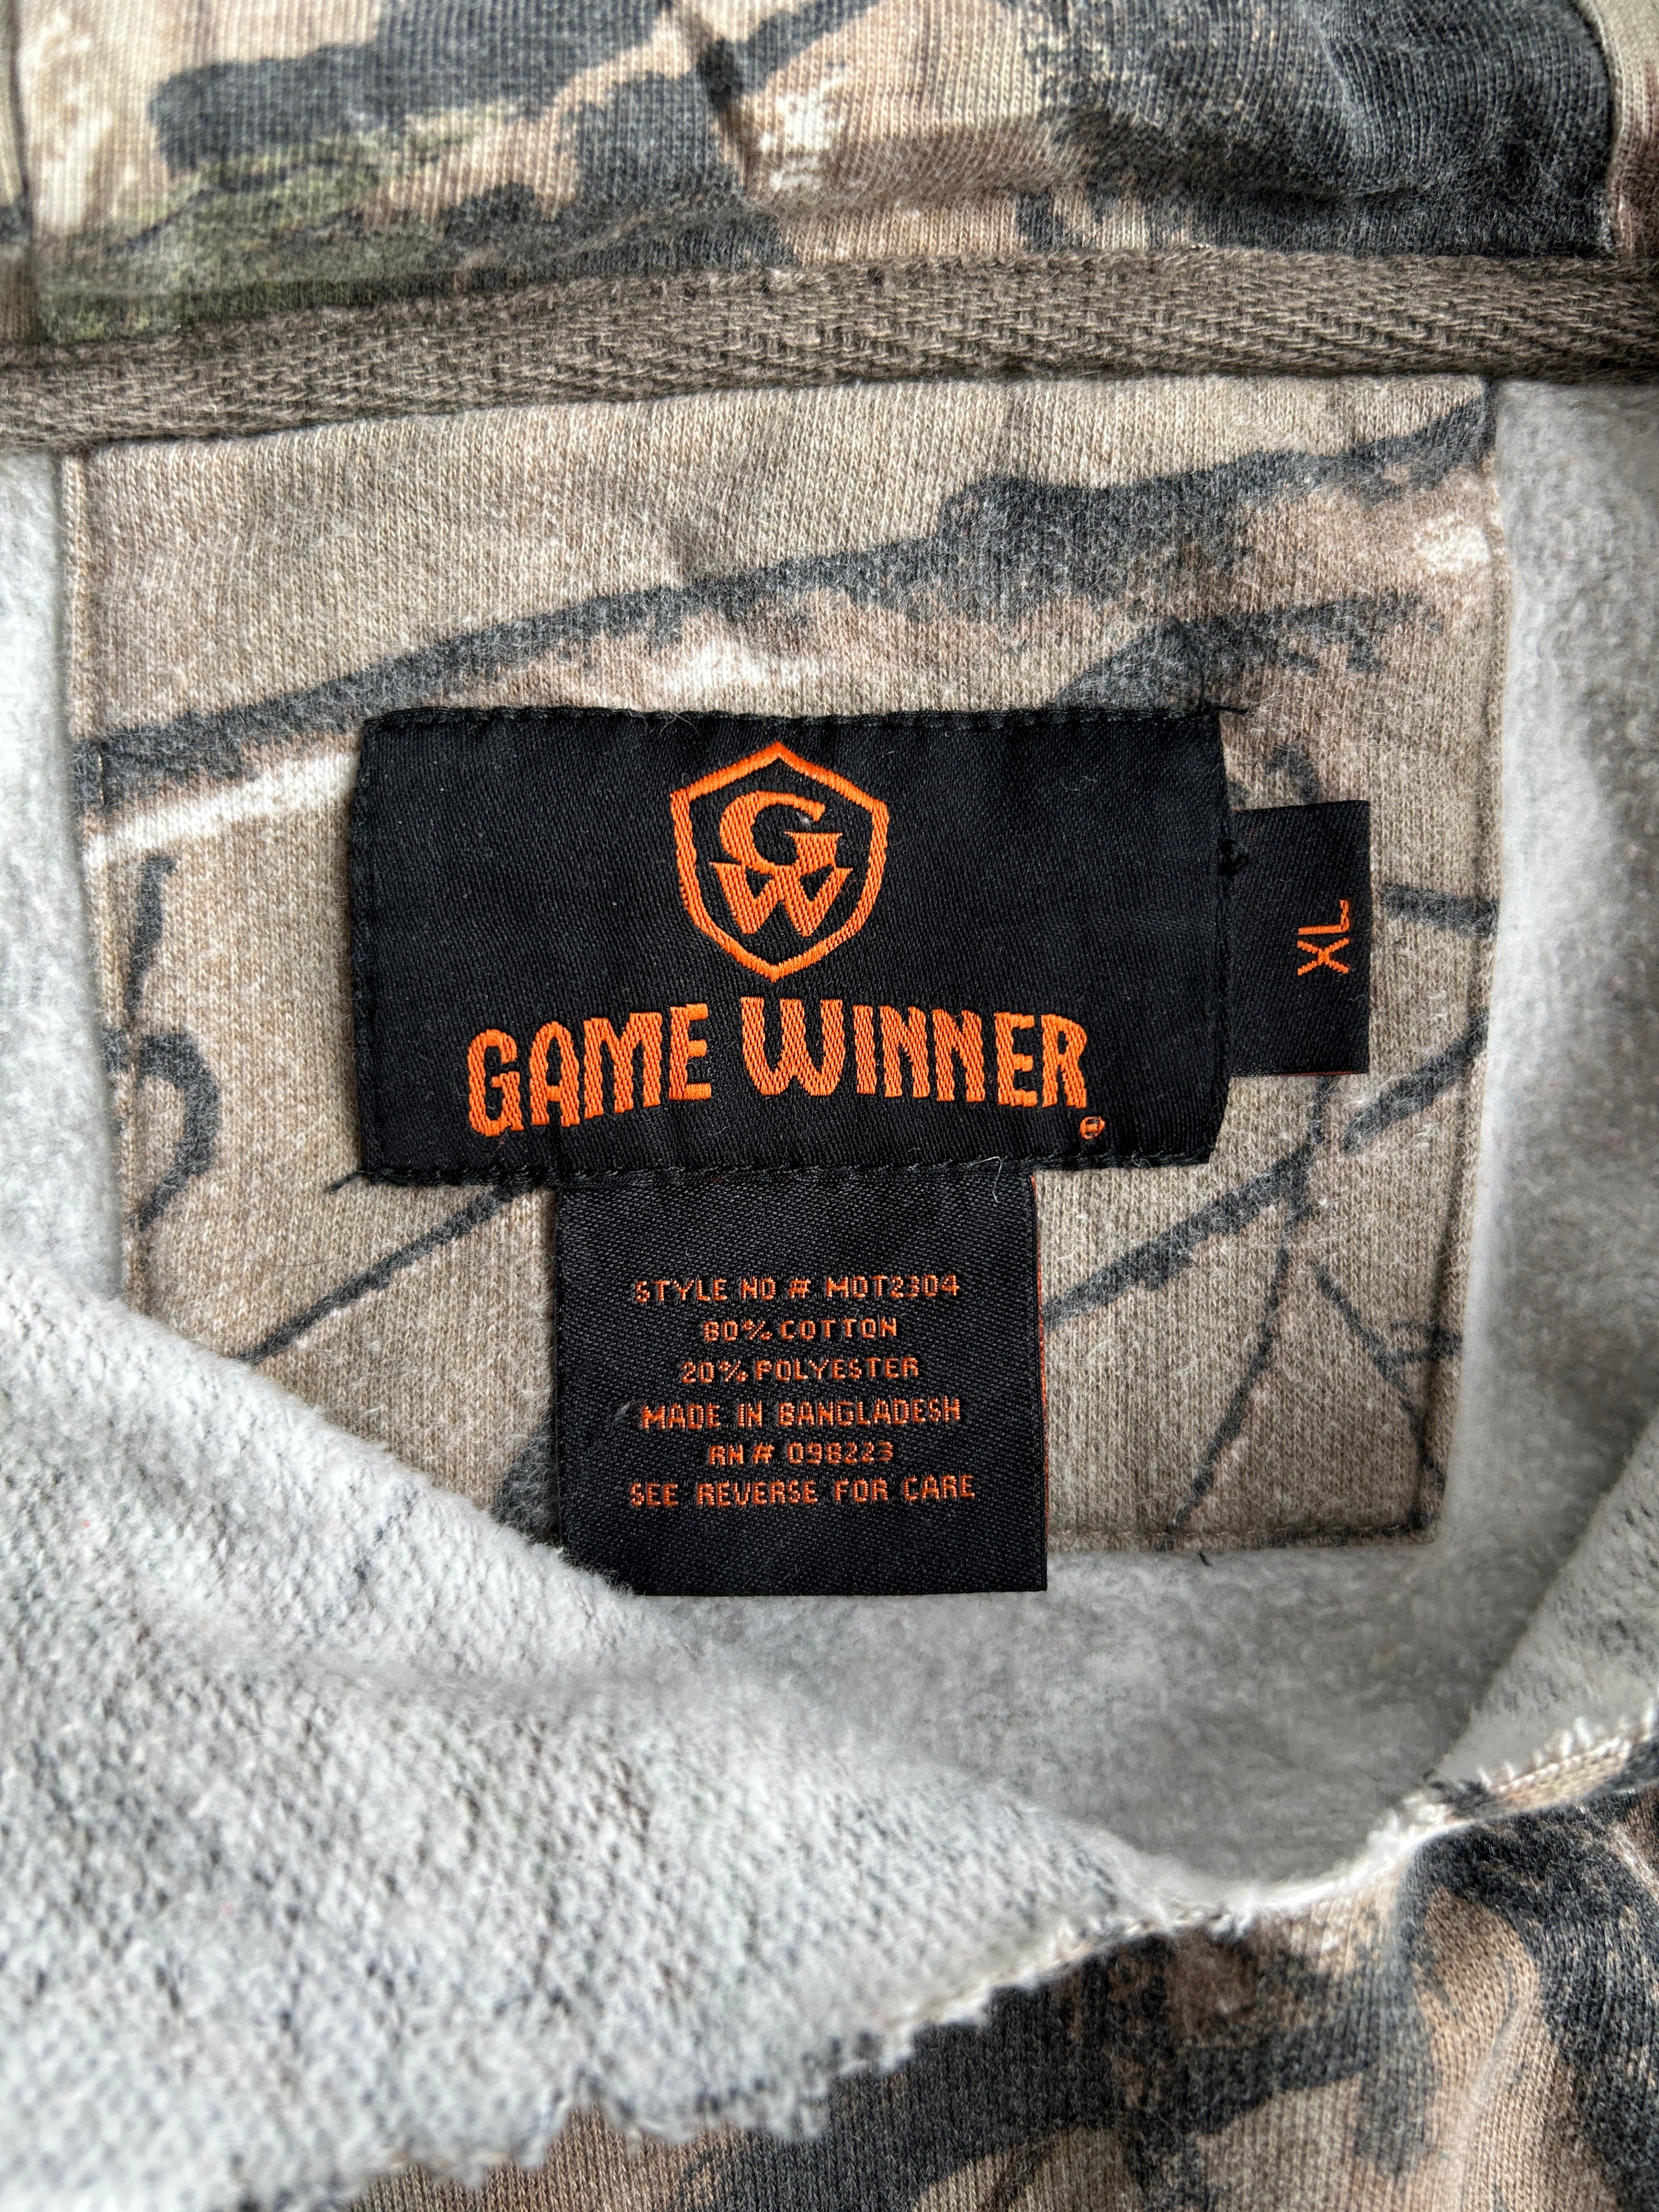 GW
GAME WINNER
®
XL
STYLE NO # MDT2304
80% COTTON
20% POLYESTER
MADE IN BANGLADESH
RN # 098223
SEE REVERSE FOR CARE